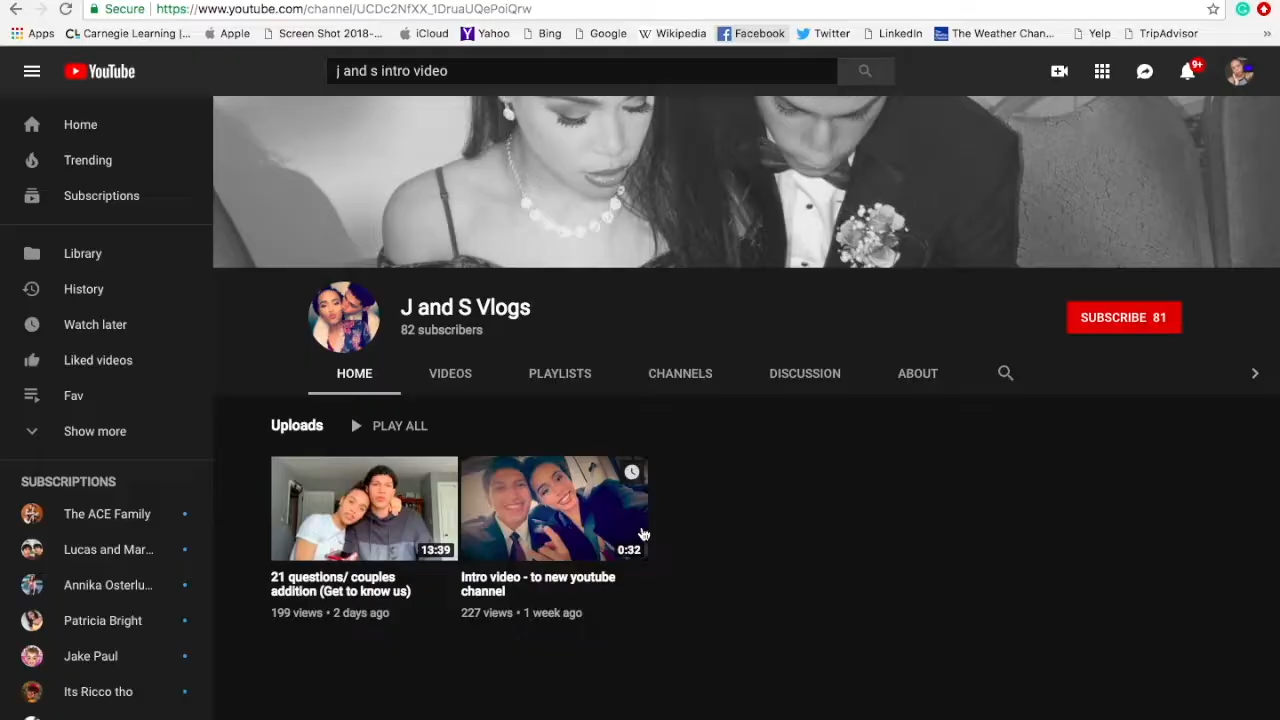 Secure https://www.youtube.com/channel/UCDc2NfXX_1DruaUQePoiQrw
Apps Carnegie Learning |... Apple Screen Shot 2018-... iCloud Yahoo Bing Google Wikipedia Facebook Twitter LinkedIn The Weather Chan... Yelp TripAdvisor »
YouTube
j and s intro video
9+
Home
Trending
Subscriptions
Library
History
Watch later
Liked videos
Fav
Show more
SUBSCRIPTIONS
The ACE Family
Lucas and Mar...
Annika Osterlu...
Patricia Bright
Jake Paul
Its Ricco tho
J and S Vlogs
82 subscribers
SUBSCRIBE 81
HOME VIDEOS PLAYLISTS CHANNELS DISCUSSION ABOUT
Uploads PLAY ALL
13:39
21 questions/ couples
addition (Get to know us)
199 views • 2 days ago
0:32
Intro video - to new youtube
channel
227 views • 1 week ago